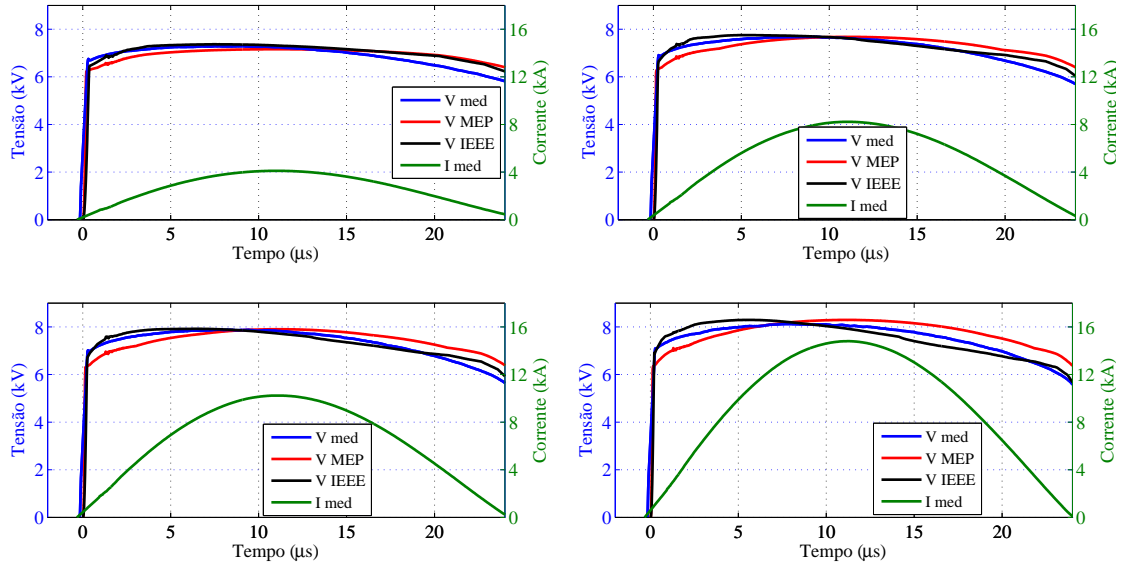 8
6
4
2
0
Tensão (kV)
16
12
8
4
0
Corrente (kA)
V med
V MEP
V IEEE
I med
0 5 10 15 20
Tempo (μs)
8
6
4
2
0
Tensão (kV)
16
12
8
4
0
Corrente (kA)
V med
V MEP
V IEEE
I med
0 5 10 15 20
Tempo (μs)
8
6
4
2
0
Tensão (kV)
16
12
8
4
0
Corrente (kA)
V med
V MEP
V IEEE
I med
0 5 10 15 20
Tempo (μs)
8
6
4
2
0
Tensão (kV)
16
12
8
4
0
Corrente (kA)
V med
V MEP
V IEEE
I med
0 5 10 15 20
Tempo (μs)